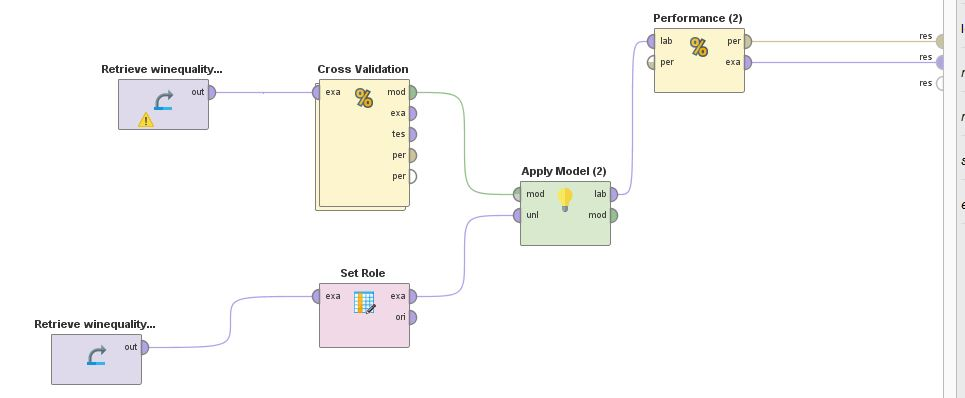 Performance (2)
lab
per
per
exa
res
res
res
Retrieve winequality...
out
Cross Validation
exa
mod
exa
tes
per
per
Apply Model (2)
mod
lab
unl
mod
Set Role
exa
exa
ori
Retrieve winequality...
out